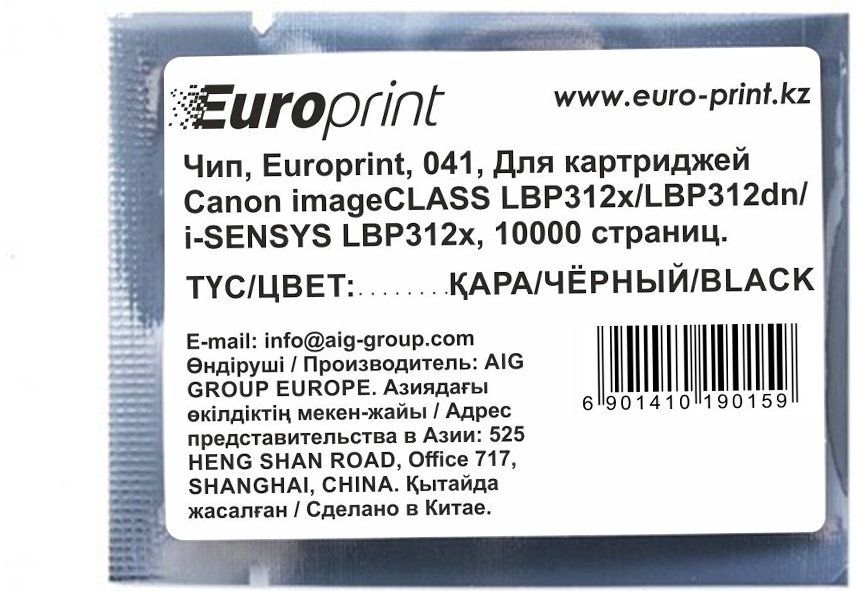 Europrint
www.euro-print.kz
Чип, Europrint, 041, Для картриджей
Canon imageCLASS LBP312x/LBP312dn/
i-SENSYS LBP312x, 10000 страниц.
ТҮС/ЦВЕТ:.........ҚАРА/ЧЁРНЫЙ/BLACK
E-mail: info@aig-group.com
Өндіруші / Производитель: AIG
GROUP EUROPE. Азиядағы
өкілдіктің мекен-жайы / Адрес
представительства в Азии: 525
HENG SHAN ROAD, Office 717,
SHANGHAI, CHINA. Қытайда
жасалған / Сделано в Китае.
6 901410 190159